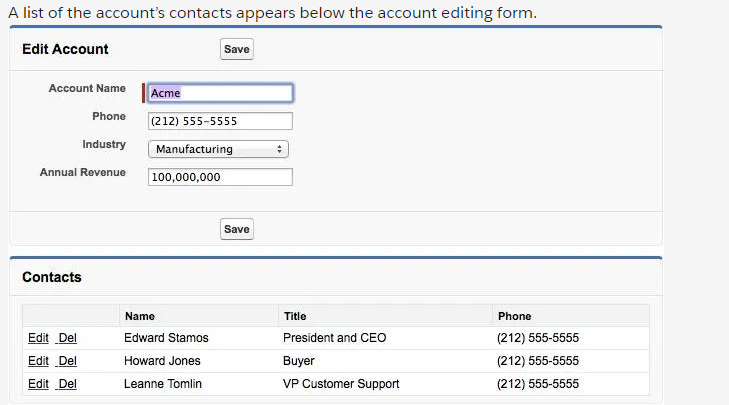 A list of the account’s contacts appears below the account editing form.
Edit Account Save
Account Name Acme
Phone (212) 555-5555
Industry Manufacturing
Annual Revenue 100,000,000
Save
Contacts
Name Title Phone
Edit Del Edward Stamos President and CEO (212) 555-5555
Edit Del Howard Jones Buyer (212) 555-5555
Edit Del Leanne Tomlin VP Customer Support (212) 555-5555